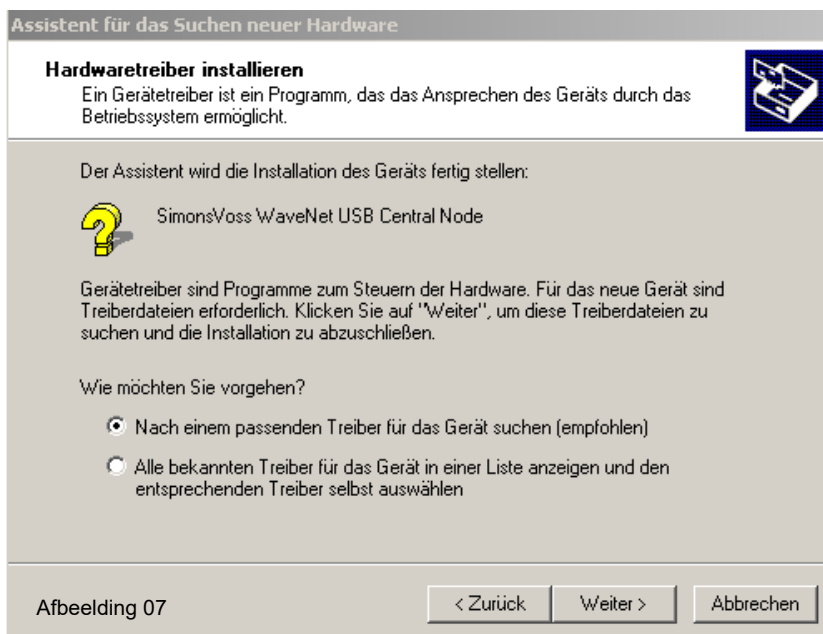 Assistent für das Suchen neuer Hardware
Hardwaretreiber installieren
Ein Gerätetreiber ist ein Programm, das das Ansprechen des Geräts durch das
Betriebssystem ermöglicht.
Der Assistent wird die Installation des Geräts fertig stellen:
SimonsVoss WaveNet USB Central Node
Gerätetreiber sind Programme zum Steuern der Hardware. Für das neue Gerät sind
Treiberdateien erforderlich. Klicken Sie auf "Weiter", um diese Treiberdateien zu
suchen und die Installation zu abzuschließen.
Wie möchten Sie vorgehen?
Nach einem passenden Treiber für das Gerät suchen (empfohlen)
Alle bekannten Treiber für das Gerät in einer Liste anzeigen und den
entsprechenden Treiber selbst auswählen
Afbeelding 07
< Zurück
Weiter >
Abbrechen